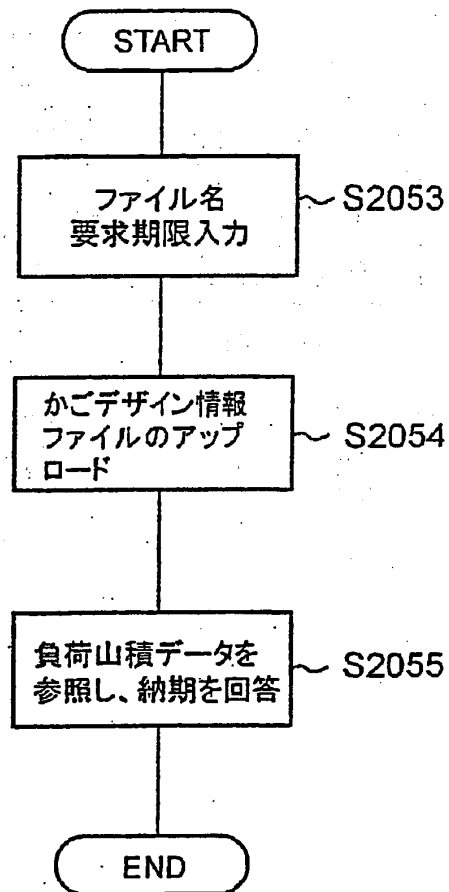 START
ファイル名
要求期限入力
S2053
かごデザイン情報
ファイルのアップ
ロード
S2054
負荷山積データを
参照し、納期を回答
S2055
END